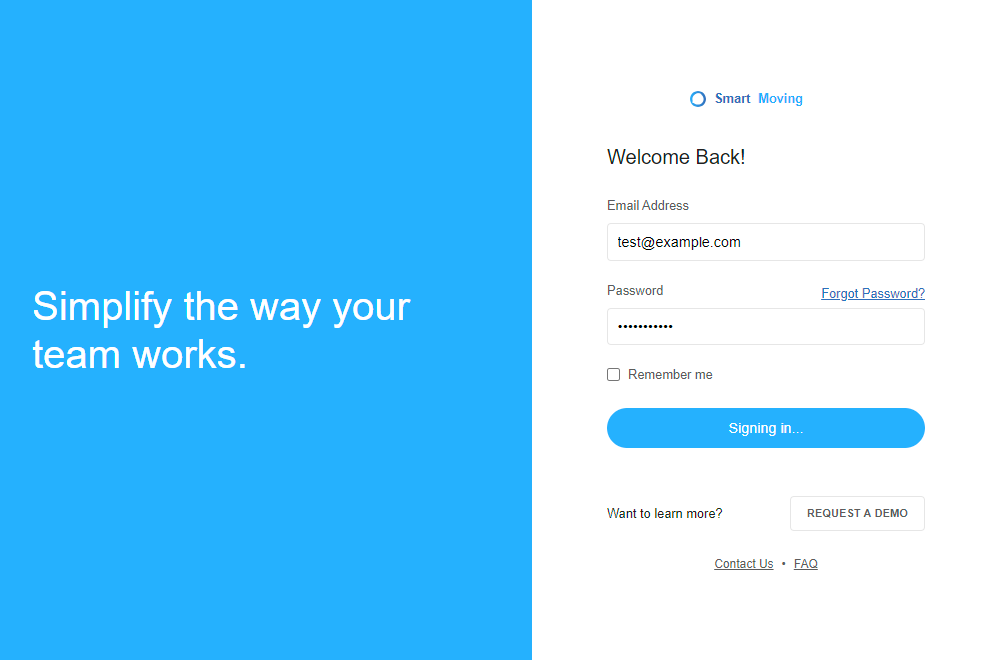 Simplify the way your
team works.
Smart Moving
Welcome Back!
Email Address
test@example.com
Password
Forgot Password?
•••••••••••
Remember me
Signing in...
Want to learn more?
REQUEST A DEMO
Contact Us • FAQ